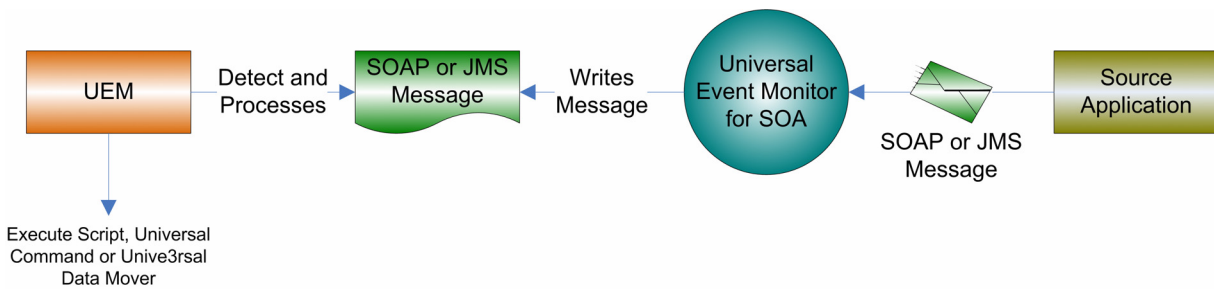 UEM
Detect and
Processes
SOAP or JMS
Message
Writes
Message
Universal
Event Monitor
for SOA
SOAP or JMS
Message
Source
Application
Execute Script, Universal
Command or Unive3rsal
Data Mover